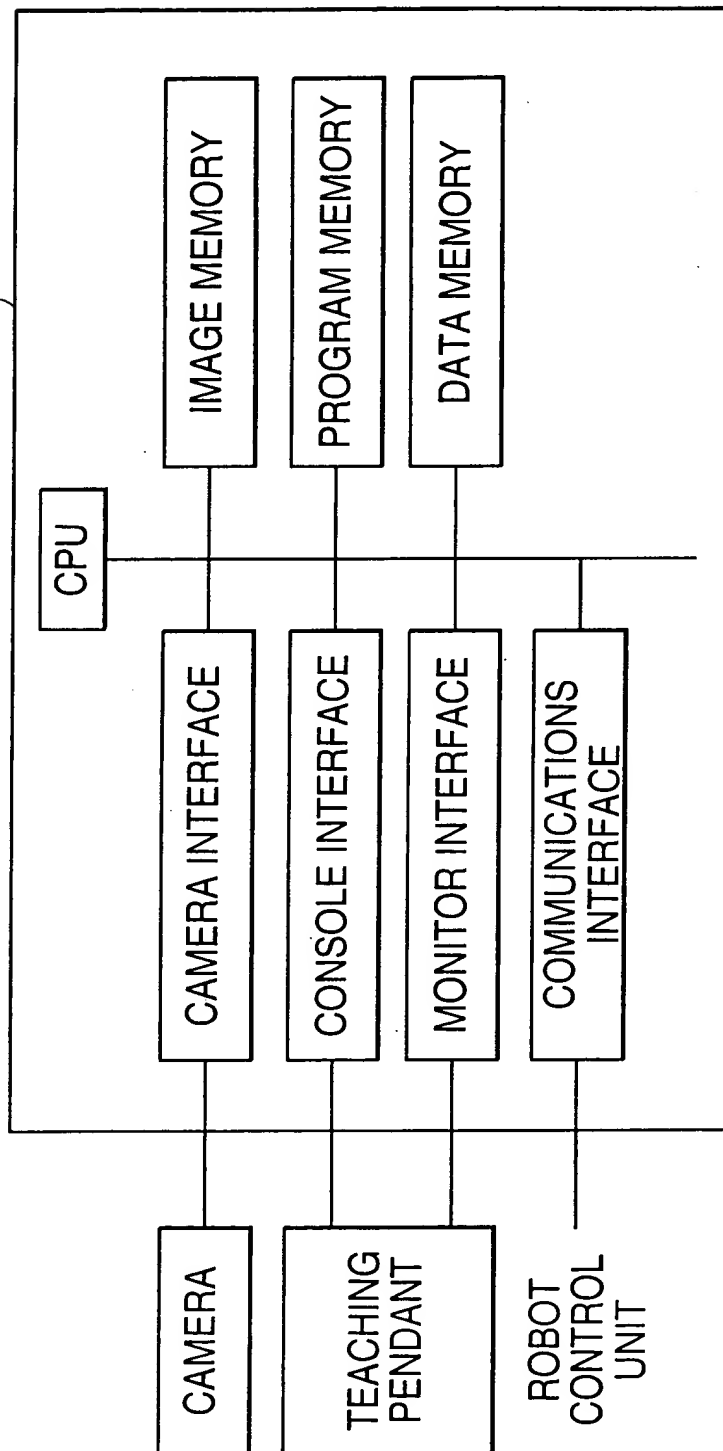 CPU
CAMERA
CAMERA INTERFACE
IMAGE MEMORY
TEACHING
PENDANT
CONSOLE INTERFACE
PROGRAM MEMORY
MONITOR INTERFACE
DATA MEMORY
ROBOT
CONTROL
UNIT
COMMUNICATIONS
INTERFACE